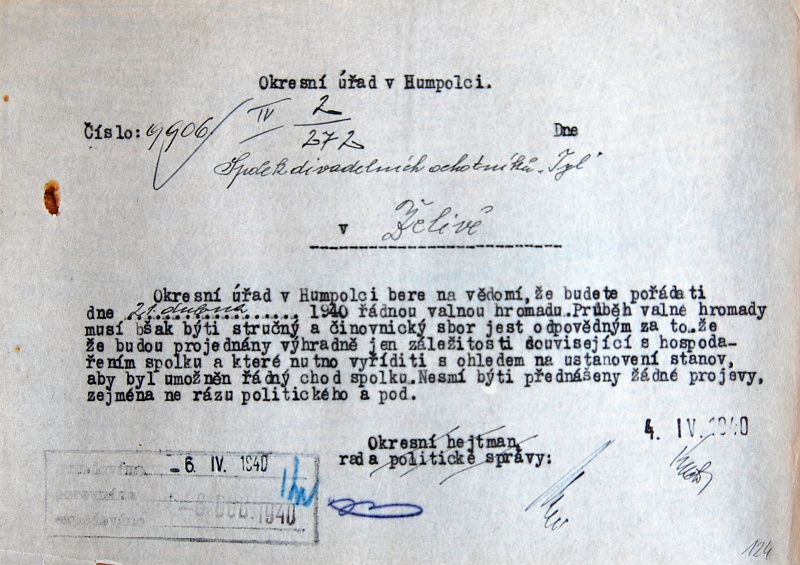 Okresní úřad v Humpolci.
Číslo: 9906 IV 2/272 Dne
Spolek divadelních ochotníků "Tyl"
v Želivě
Okresní úřad v Humpolci bere na vědomí, že budete pořádati
dne 21. dubna 1940 řádnou valnou hromadu. Průběh valné hromady
musí bšak býti stručný a činovnický sbor jest odpovědným za to. že
že budou projednány výhradně jen záležitosti související s hospoda-
řením spolku a které nutno vyříditi s ohledem na ustanovení stanov,
aby byl umožněn řádný chod spolku. Nesmí býti přednášeny žádné projevy,
zejména ne rázu politického a pod.
4. IV. 1940
Okresní hejtman,
rada politické správy:
- 6. IV. 1940
1940
124